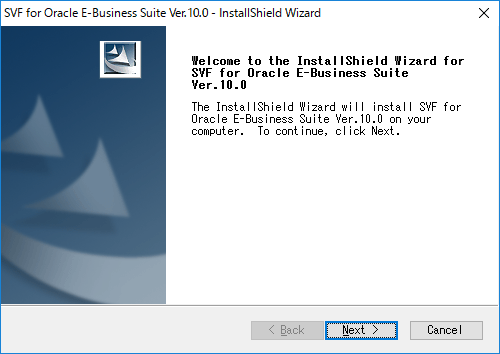 SVF for Oracle E-Business Suite Ver.10.0 - InstallShield Wizard
Welcome to the InstallShield Wizard for
SVF for Oracle E-Business Suite
Ver.10.0
The InstallShield Wizard will install SVF for
Oracle E-Business Suite Ver.10.0 on your
computer.  To continue, click Next.
< Back
Next >
Cancel